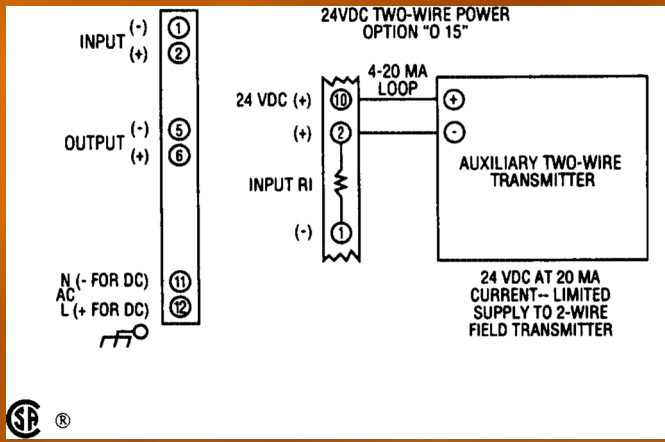 INPUT
(-) 1
(+) 2
OUTPUT
(-) 5
(+) 6
N (- FOR DC) 11
AC
L (+ FOR DC) 12
24VDC TWO-WIRE POWER
OPTION "O 15"
4-20 MA
LOOP
24 VDC (+) 10
(+) 2
INPUT RI
(-) 1
+
-
AUXILIARY TWO-WIRE
TRANSMITTER
24 VDC AT 20 MA
CURRENT-- LIMITED
SUPPLY TO 2-WIRE
FIELD TRANSMITTER
SA ®